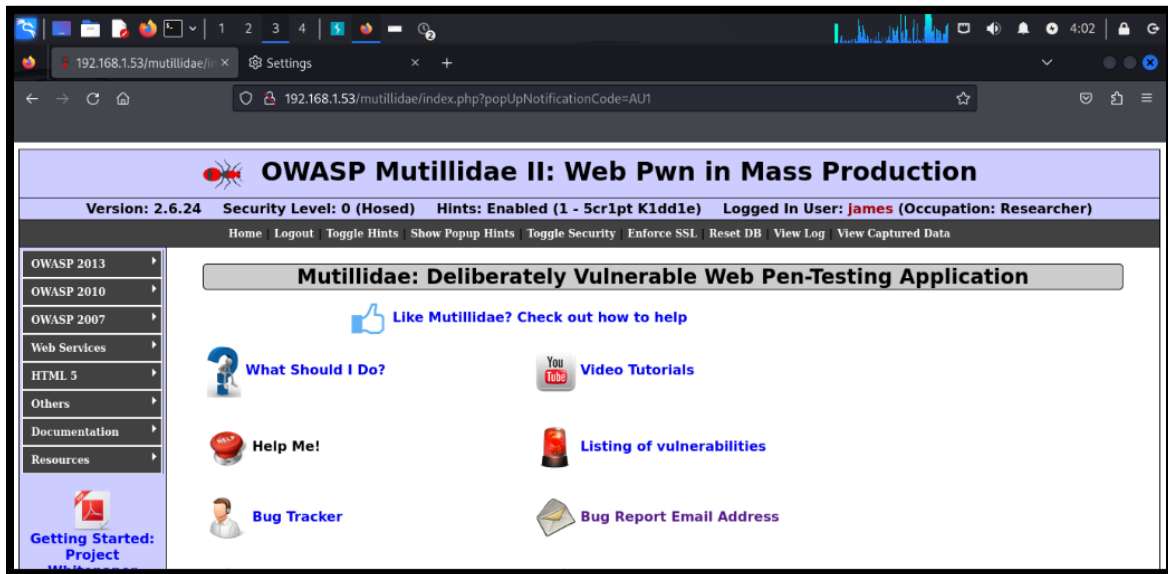 1 2 3 4
4:02
192.168.1.53/mutillidae/in
Settings
192.168.1.53/mutillidae/index.php?popUpNotificationCode=AU1
OWASP Mutillidae II: Web Pwn in Mass Production
Version: 2.6.24 Security Level: 0 (Hosed) Hints: Enabled (1 - 5cr1pt K1dd1e) Logged In User: james (Occupation: Researcher)
Home | Logout | Toggle Hints | Show Popup Hints | Toggle Security | Enforce SSL | Reset DB | View Log | View Captured Data
OWASP 2013
OWASP 2010
OWASP 2007
Web Services
HTML 5
Others
Documentation
Resources
Getting Started:
Project
Whitepaper
Mutillidae: Deliberately Vulnerable Web Pen-Testing Application
Like Mutillidae? Check out how to help
What Should I Do?
You Tube
Video Tutorials
HELP
Help Me!
Listing of vulnerabilities
Bug Tracker
Bug Report Email Address